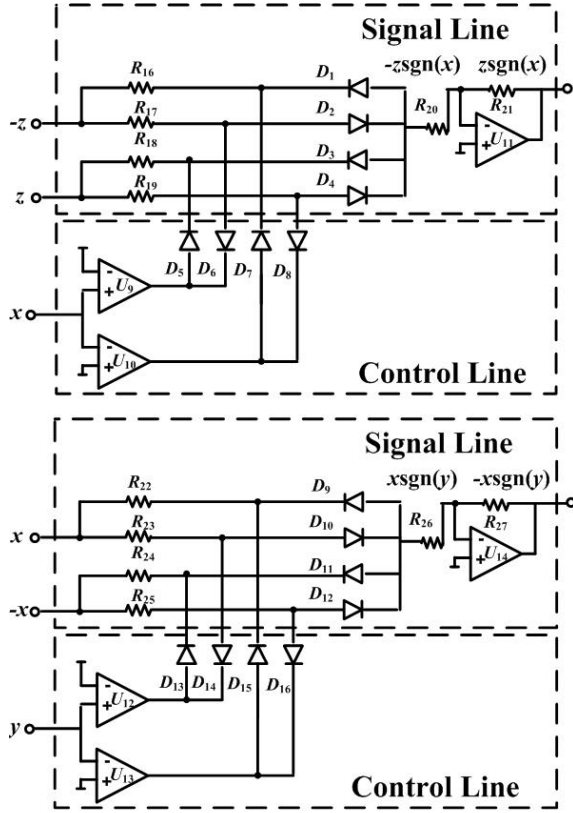 Signal Line
-zsgn(x) zsgn(x)
R16 D1
R17 D2
R20 R21
-z
R18 D3
U11
- +
R19 D4
z
D5 D6 D7 D8
U9
- +
x
U10
- +
Control Line
Signal Line
xsgn(y) -xsgn(y)
R22 D9
R23 D10
R26 R27
x
R24 D11
U14
- +
R25 D12
-x
D13 D14 D15 D16
U12
- +
y
U13
- +
Control Line